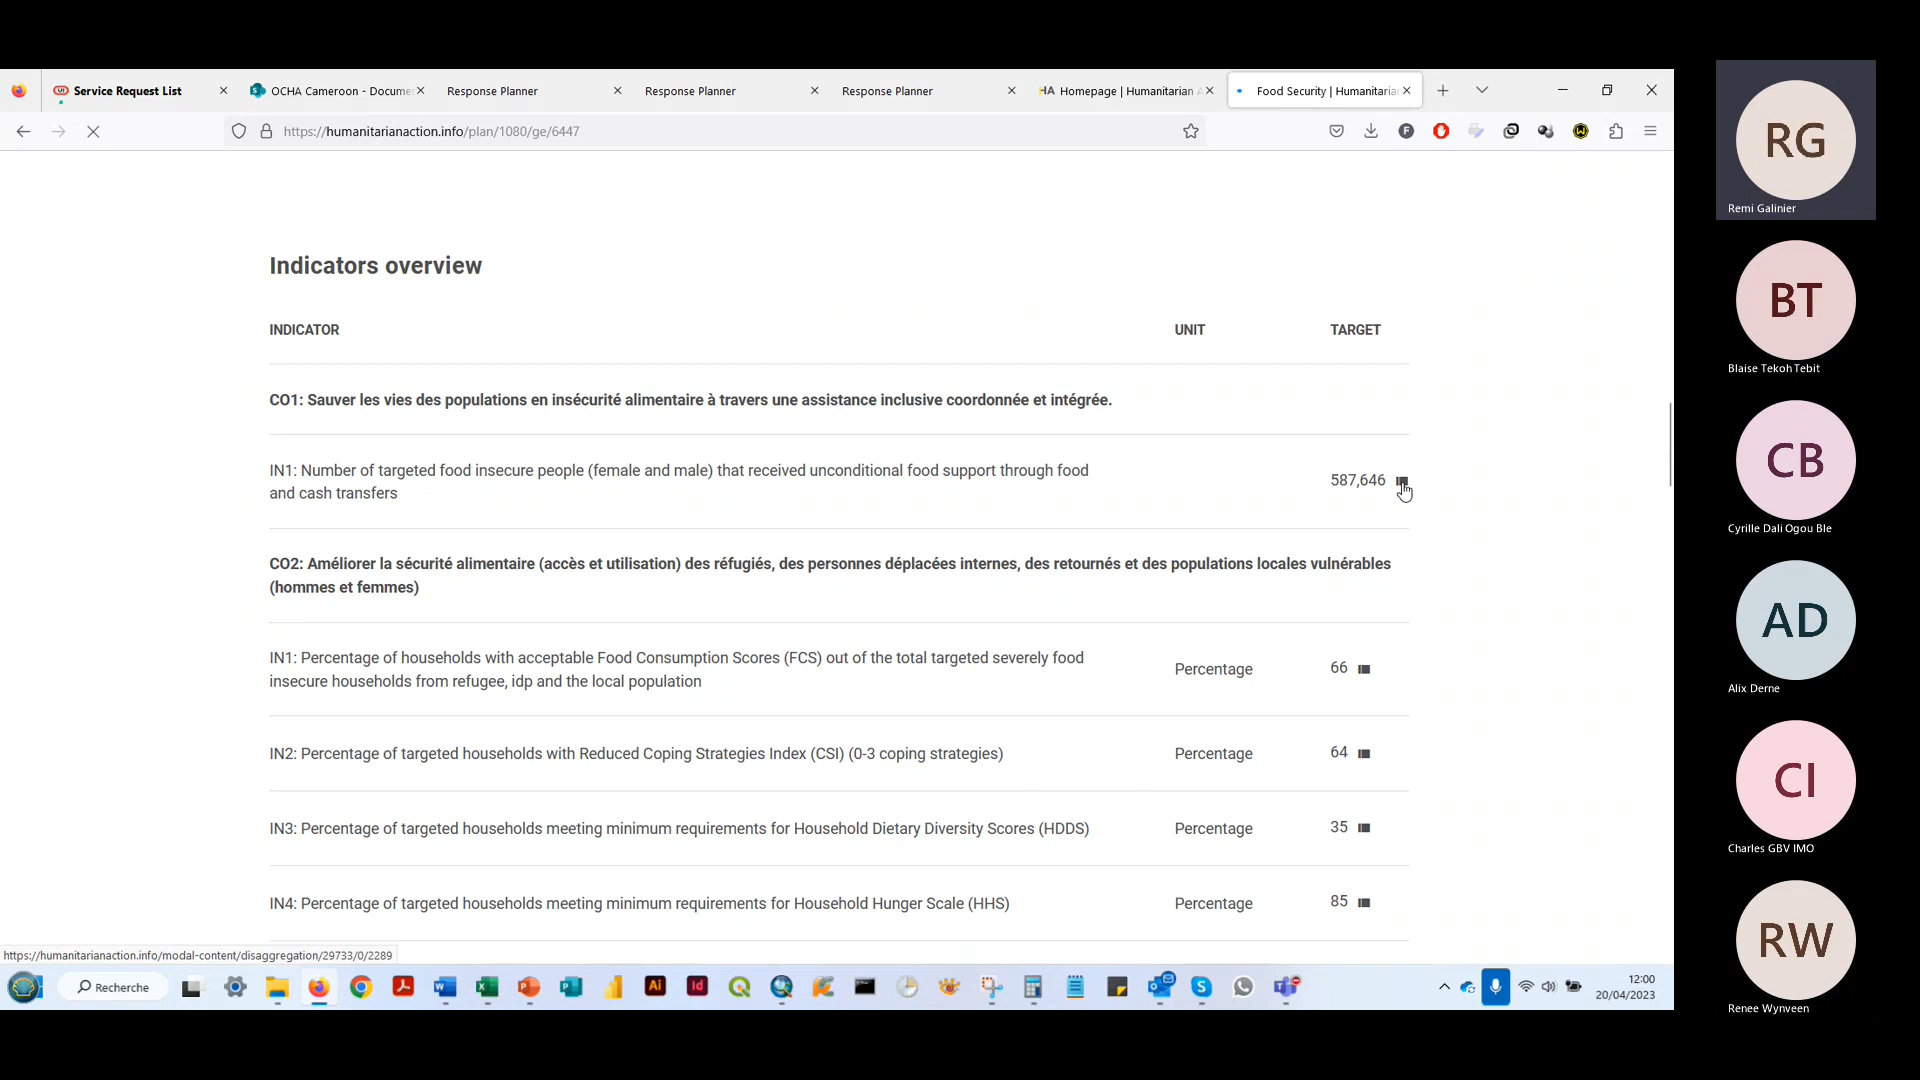 Service Request List
OCHA Cameroon - Docume
Response Planner
Response Planner
Response Planner
HA Homepage | Humanitarian A
Food Security | Humanitaria
https://humanitarianaction.info/plan/1080/ge/6447
Indicators overview
INDICATOR UNIT TARGET
CO1: Sauver les vies des populations en insécurité alimentaire à travers une assistance inclusive coordonnée et intégrée.
IN1: Number of targeted food insecure people (female and male) that received unconditional food support through food
and cash transfers
587,646
CO2: Améliorer la sécurité alimentaire (accès et utilisation) des réfugiés, des personnes déplacées internes, des retournés et des populations locales vulnérables
(hommes et femmes)
IN1: Percentage of households with acceptable Food Consumption Scores (FCS) out of the total targeted severely food
insecure households from refugee, idp and the local population
Percentage 66
IN2: Percentage of targeted households with Reduced Coping Strategies Index (CSI) (0-3 coping strategies) Percentage 64
IN3: Percentage of targeted households meeting minimum requirements for Household Dietary Diversity Scores (HDDS) Percentage 35
IN4: Percentage of targeted households meeting minimum requirements for Household Hunger Scale (HHS) Percentage 85
https://humanitarianaction.info/modal-content/disaggregation/29733/0/2289
Recherche
12:00
20/04/2023
RG
Remi Galinier
BT
Blaise Tekoh Tebit
CB
Cyrille Dali Ogou Ble
AD
Alix Derne
CI
Charles GBV IMO
RW
Renee Wynveen